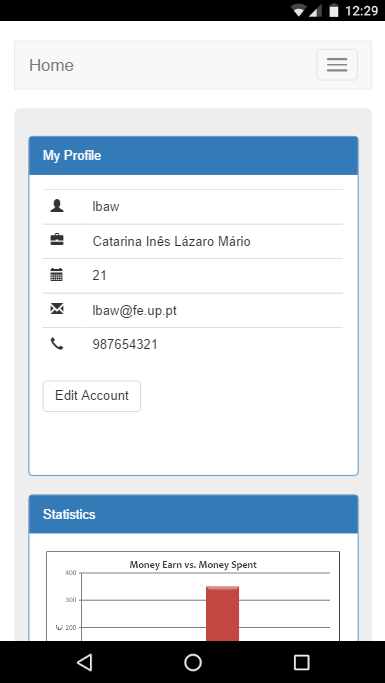 12:29
Home
My Profile
lbaw
Catarina Inês Lázaro Mário
21
lbaw@fe.up.pt
987654321
Edit Account
Statistics
Money Earn vs. Money Spent
400
300
€ 200